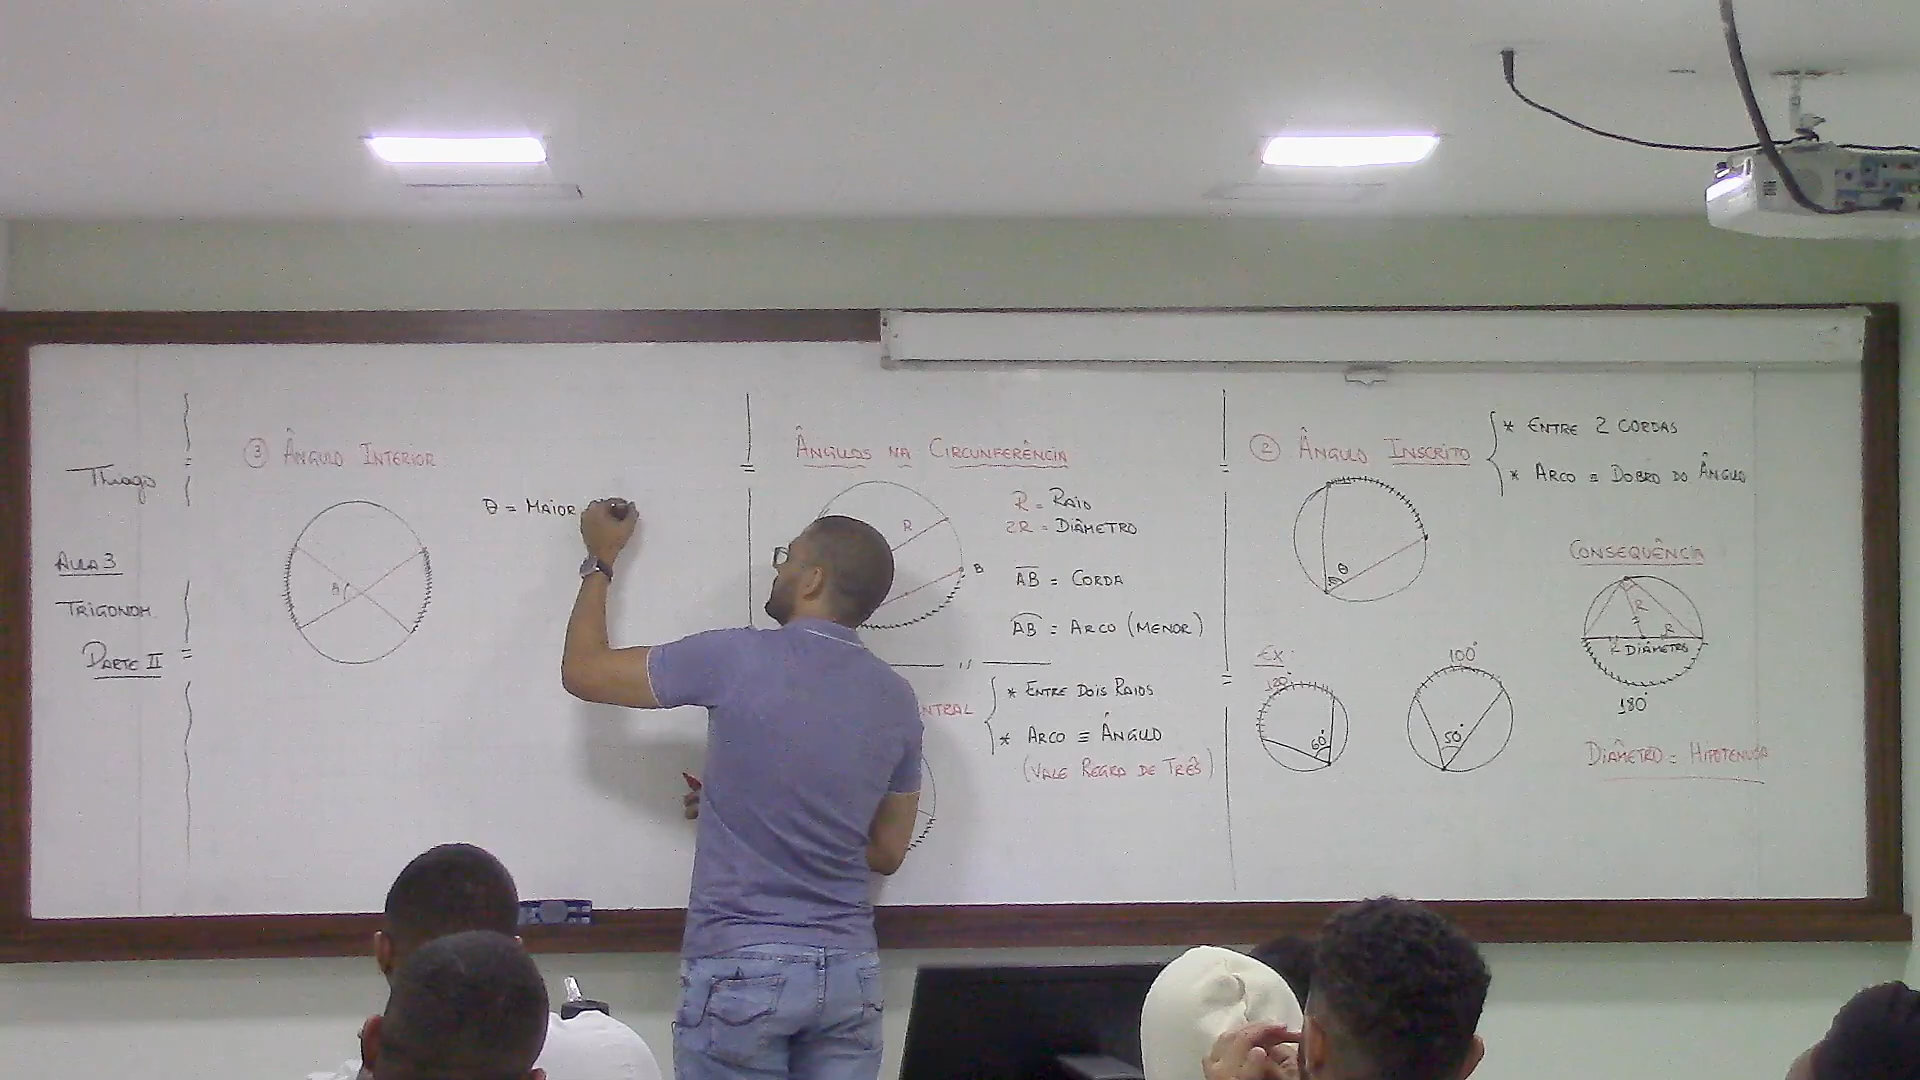 Thiago
AULA 3
TRIGONOM.
PARTE II
3 ÂNGULO INTERIOR
θ
θ = MAIOR
ÂNGULOS NA CIRCUNFERÊNCIA
R
B
R = RAIO
2R = DIÂMETRO
AB = CORDA
AB = ARCO (MENOR)
NTRAL
* ENTRE DOIS RAIOS
* ARCO ≡ ÂNGULO
(VALE REGRA DE TRÊS)
2 ÂNGULO INSCRITO
* ENTRE 2 CORDAS
* ARCO = DOBRO DO ÂNGULO
θ
EX:
120°
60°
100°
50°
CONSEQUÊNCIA
R
R
R
DIÂMETRO
180°
DIÂMETRO = HIPOTENUSA